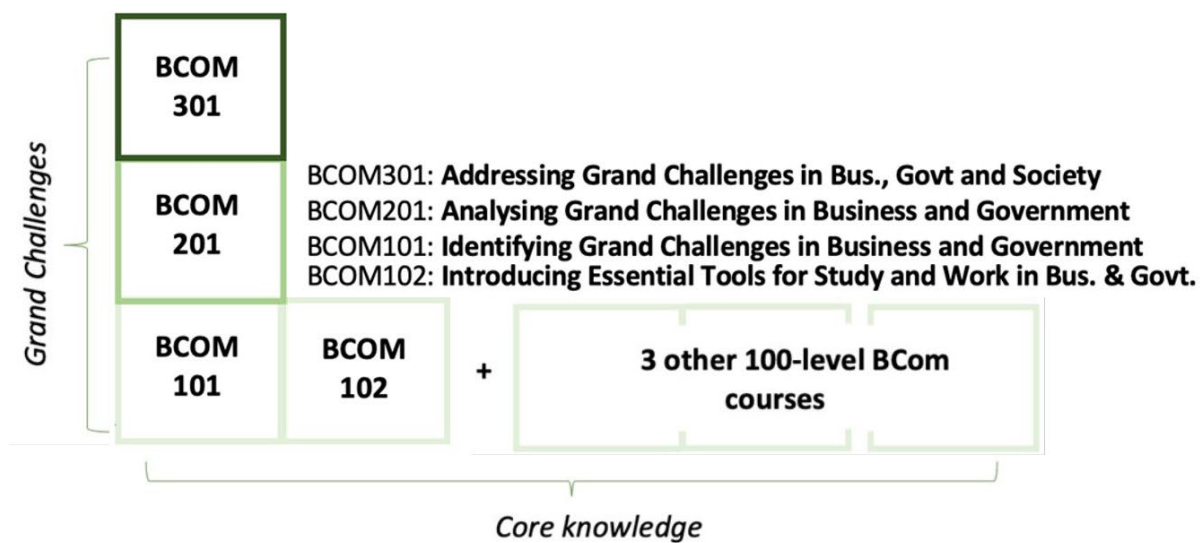 BCOM
301
Grand Challenges
BCOM
201
BCOM301: Addressing Grand Challenges in Bus., Govt and Society
BCOM201: Analysing Grand Challenges in Business and Government
BCOM101: Identifying Grand Challenges in Business and Government
BCOM102: Introducing Essential Tools for Study and Work in Bus. & Govt.
BCOM
101
BCOM
102
+
3 other 100-level BCom
courses
Core knowledge